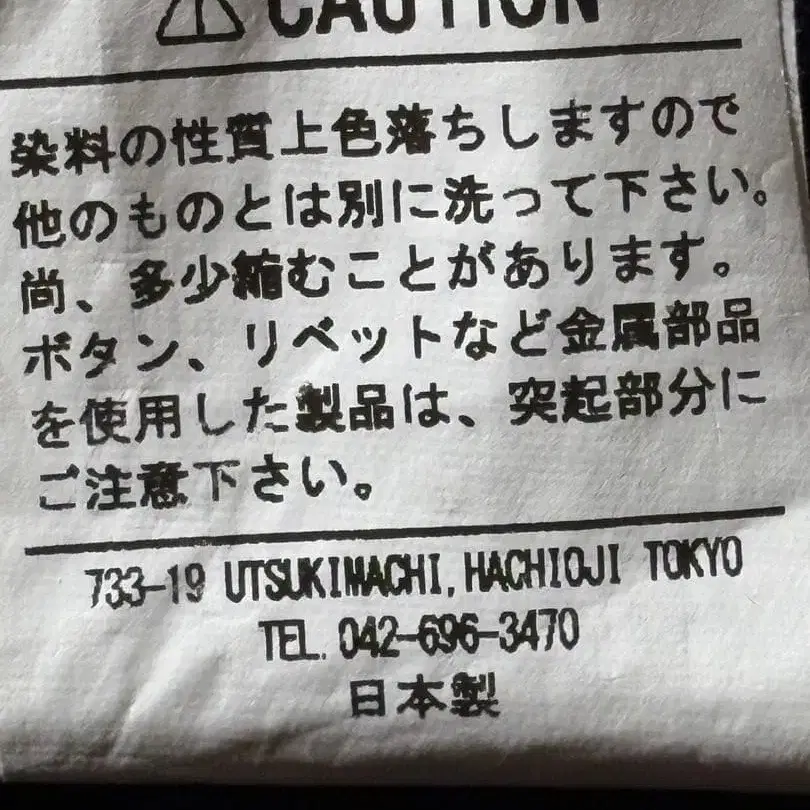 ⚠ CAUTION
染料の性質上色落ちしますので
他のものとは別に洗って下さい。
尚、多少縮むことがあります。
ボタン、リベットなど金属部品
を使用した製品は、突起部分に
ご注意下さい。
733-19 UTSUKIMACHI, HACHIOJI TOKYO
TEL. 042-696-3470
日本製